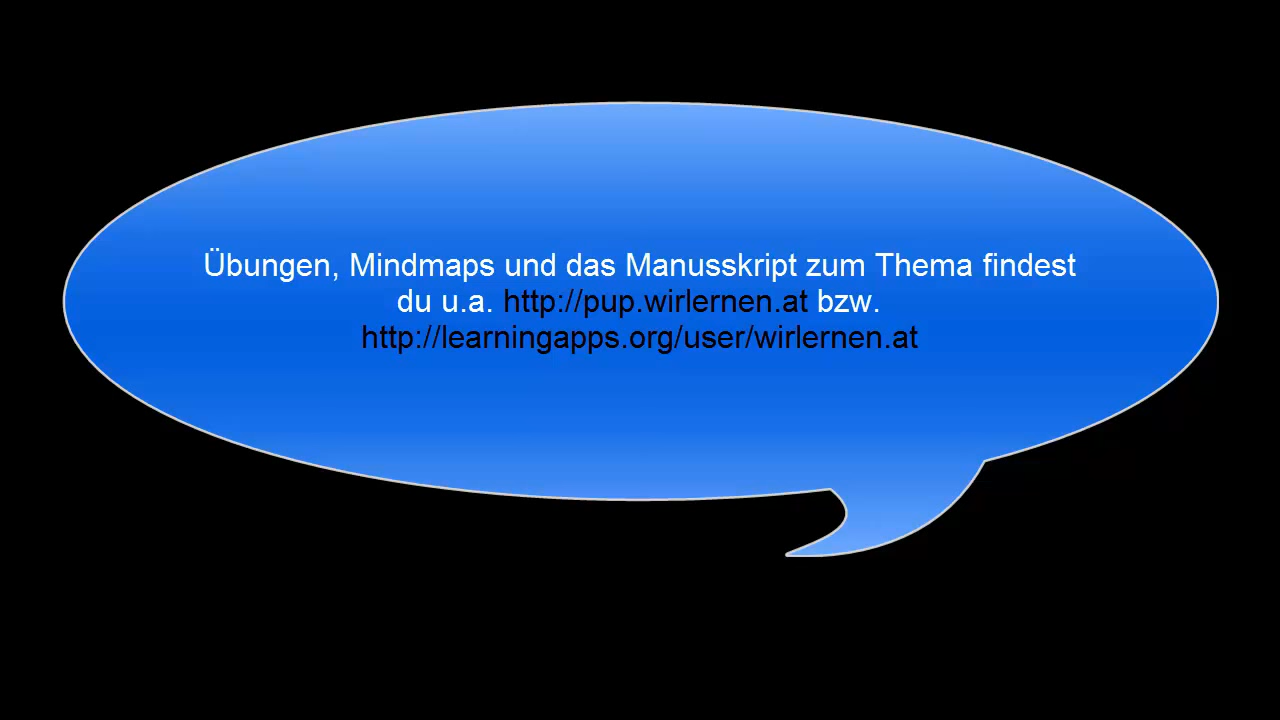 Übungen, Mindmaps und das Manusskript zum Thema findest
du u.a. http://pup.wirlernen.at bzw.
http://learningapps.org/user/wirlernen.at